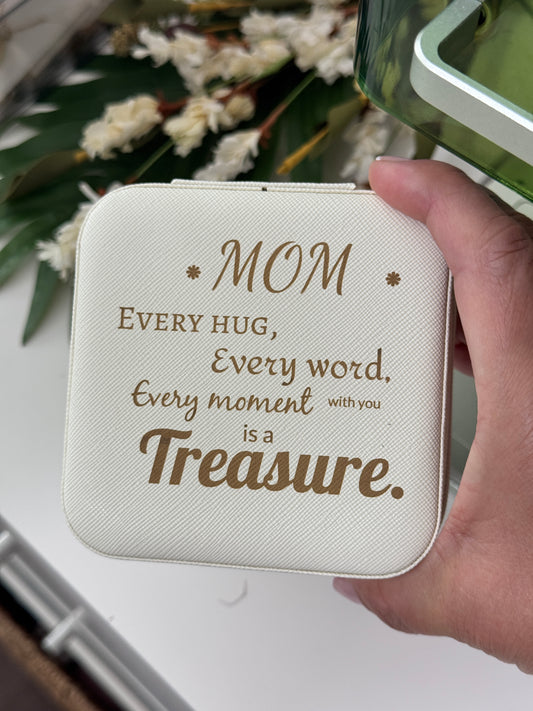 * MOM *
EVERY HUG,
Every word,
Every moment with you
is a
Treasure.